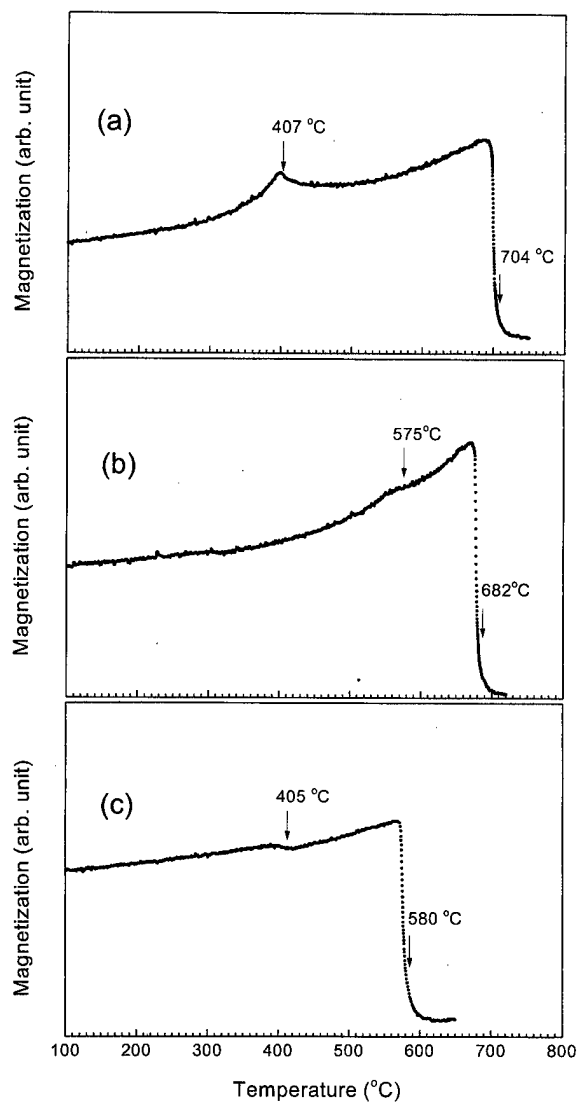 Magnetization (arb. unit)
(a)
407 °C
704 °C
Magnetization (arb. unit)
(b)
575°C
682°C
Magnetization (arb. unit)
(c)
405 °C
580 °C
100 200 300 400 500 600 700 800
Temperature (°C)